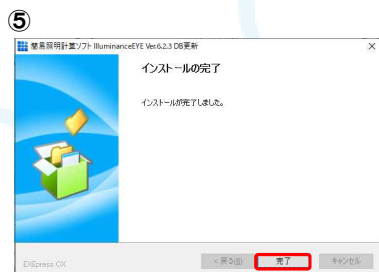 ⑤
簡易照明計算ソフト IlluminanceEYE Ver.6.2.3 DB更新
インストールの完了
インストールが完了しました。
EXEpress CX
< 戻る(B)
完了
キャンセル